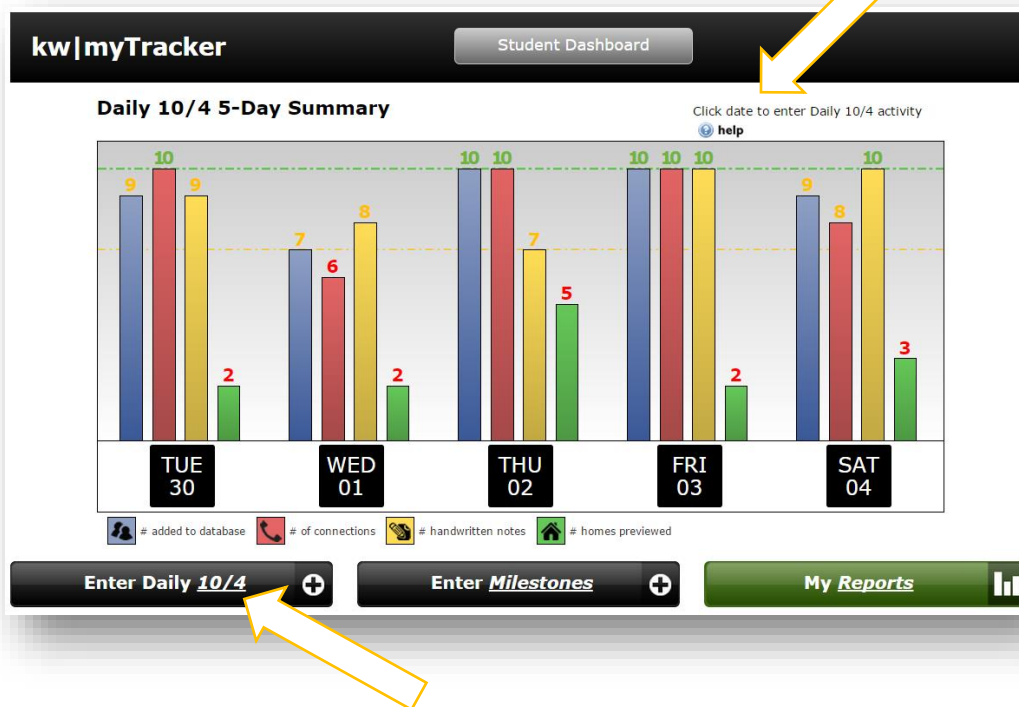 kw|myTracker
Student Dashboard
Daily 10/4 5-Day Summary
Click date to enter Daily 10/4 activity
help
9 10 9 2
7 6 8 2
10 10 7 5
10 10 10 2
9 8 10 3
TUE
30
WED
01
THU
02
FRI
03
SAT
04
# added to database # of connections # handwritten notes # homes previewed
Enter Daily 10/4
Enter Milestones
My Reports